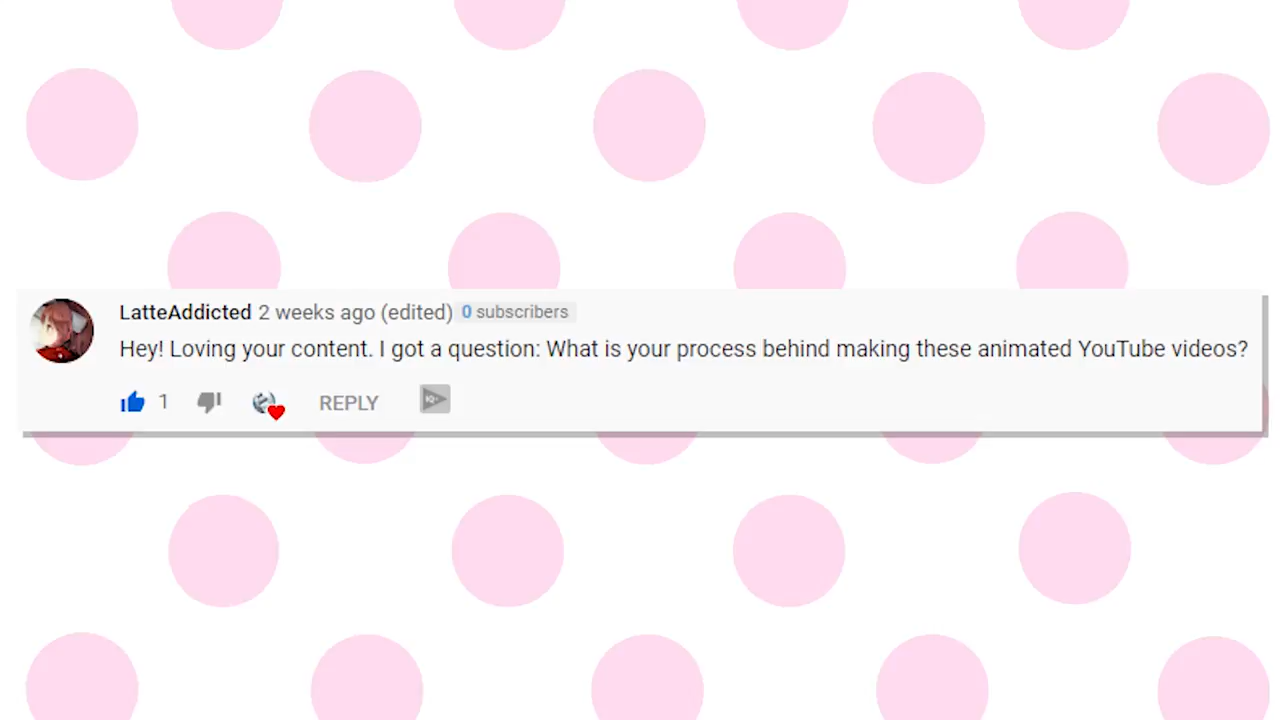 LatteAddicted 2 weeks ago (edited) 0 subscribers
Hey! Loving your content. I got a question: What is your process behind making these animated YouTube videos?
1 REPLY